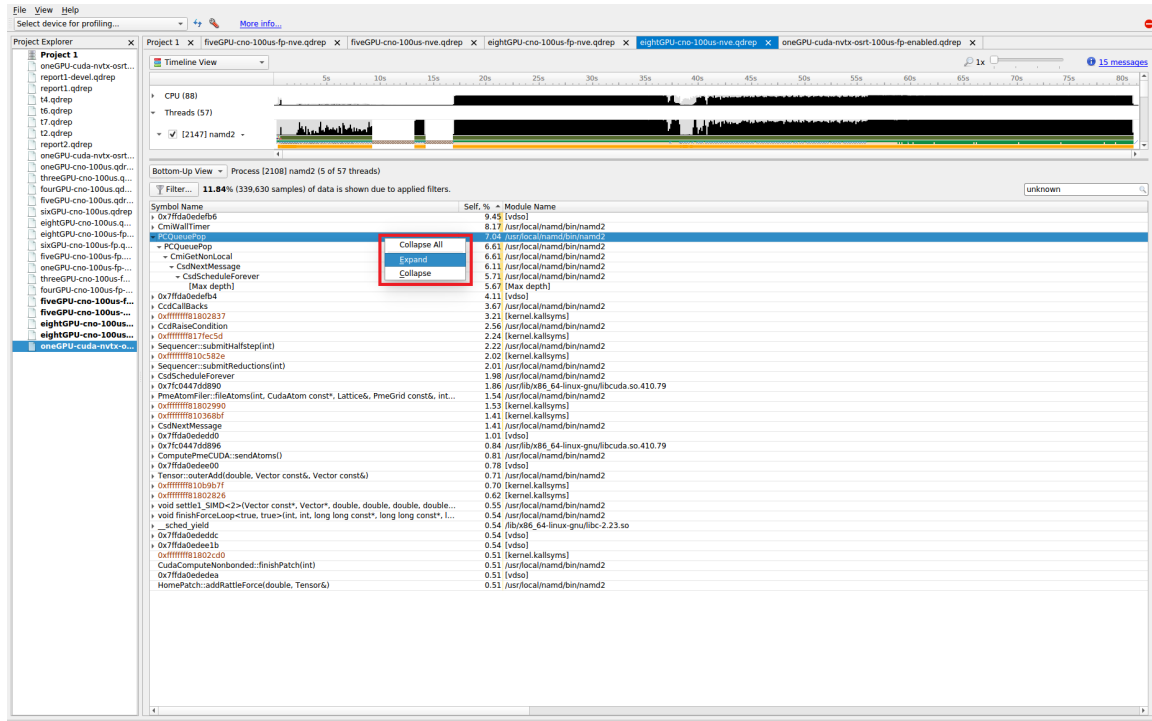 File View Help
Select device for profiling... More info...
Project Explorer x Project 1 x fiveGPU-cno-100us-fp-nve.qdrep x fiveGPU-cno-100us-nve.qdrep x eightGPU-cno-100us-fp-nve.qdrep x eightGPU-cno-100us-nve.qdrep x oneGPU-cuda-nvtx-osrt-100us-fp-enabled.qdrep x
Project 1
oneGPU-cuda-nvtx-osrt...
report1-devel.qdrep
report1.qdrep
t4.qdrep
t6.qdrep
t7.qdrep
t2.qdrep
report2.qdrep
oneGPU-cuda-nvtx-osrt...
oneGPU-cno-100us.qdr...
threeGPU-cno-100us.q...
fourGPU-cno-100us.qd...
fiveGPU-cno-100us.qdr...
sixGPU-cno-100us.qdrep
eightGPU-cno-100us.q...
eightGPU-cno-100us-fp...
sixGPU-cno-100us-fp.q...
fiveGPU-cno-100us-fp....
oneGPU-cno-100us-fp-...
threeGPU-cno-100us-f...
fourGPU-cno-100us-fp-...
fiveGPU-cno-100us-f...
fiveGPU-cno-100us-...
eightGPU-cno-100us...
eightGPU-cno-100us...
oneGPU-cuda-nvtx-o...
Timeline View 1x 15 messages
5s 10s 15s 20s 25s 30s 35s 40s 45s 50s 55s 60s 65s 70s 75s 80s
CPU (88)
Threads (57)
[2147] namd2
Bottom-Up View Process [2108] namd2 (5 of 57 threads)
Filter... 11.84% (339,630 samples) of data is shown due to applied filters. unknown
Symbol Name Self, % Module Name
0x7ffda0edefb6 9.45 [vdso]
CmiWallTimer 8.17 /usr/local/namd/bin/namd2
PCQueuePop 7.04 /usr/local/namd/bin/namd2
PCQueuePop 6.61 /usr/local/namd/bin/namd2
CmiGetNonLocal 6.61 /usr/local/namd/bin/namd2
CsdNextMessage 6.11 /usr/local/namd/bin/namd2
CsdScheduleForever 5.71 /usr/local/namd/bin/namd2
[Max depth] 5.67 [Max depth]
Collapse All
Expand
Collapse
0x7ffda0edefb4 4.11 [vdso]
CcdCallBacks 3.67 /usr/local/namd/bin/namd2
0xffffffff81802837 3.21 [kernel.kallsyms]
CcdRaiseCondition 2.56 /usr/local/namd/bin/namd2
0xffffffff817fec5d 2.24 [kernel.kallsyms]
Sequencer::submitHalfstep(int) 2.22 /usr/local/namd/bin/namd2
0xffffffff810c582e 2.02 [kernel.kallsyms]
Sequencer::submitReductions(int) 2.01 /usr/local/namd/bin/namd2
CsdScheduleForever 1.98 /usr/local/namd/bin/namd2
0x7fc0447dd890 1.86 /usr/lib/x86_64-linux-gnu/libcuda.so.410.79
PmeAtomFiler::fileAtoms(int, CudaAtom const*, Lattice&, PmeGrid const&, int... 1.54 /usr/local/namd/bin/namd2
0xffffffff81802990 1.53 [kernel.kallsyms]
0xffffffff810368bf 1.41 [kernel.kallsyms]
CsdNextMessage 1.41 /usr/local/namd/bin/namd2
0x7ffda0ededd0 1.01 [vdso]
0x7fc0447dd896 0.84 /usr/lib/x86_64-linux-gnu/libcuda.so.410.79
ComputePmeCUDA::sendAtoms() 0.81 /usr/local/namd/bin/namd2
0x7ffda0edee00 0.78 [vdso]
Tensor::outerAdd(double, Vector const&, Vector const&) 0.71 /usr/local/namd/bin/namd2
0xffffffff810b9b7f 0.70 [kernel.kallsyms]
0xffffffff81802826 0.62 [kernel.kallsyms]
void settle1_SIMD<2>(Vector const*, Vector*, double, double, double, double... 0.55 /usr/local/namd/bin/namd2
void finishForceLoop<true, true>(int, int, long long const*, long long const*, l... 0.54 /usr/local/namd/bin/namd2
__sched_yield 0.54 /lib/x86_64-linux-gnu/libc-2.23.so
0x7ffda0ededdc 0.54 [vdso]
0x7ffda0edee1b 0.54 [vdso]
0xffffffff81802cd0 0.51 [kernel.kallsyms]
CudaComputeNonbonded::finishPatch(int) 0.51 /usr/local/namd/bin/namd2
0x7ffda0ededea 0.51 [vdso]
HomePatch::addRattleForce(double, Tensor&) 0.51 /usr/local/namd/bin/namd2